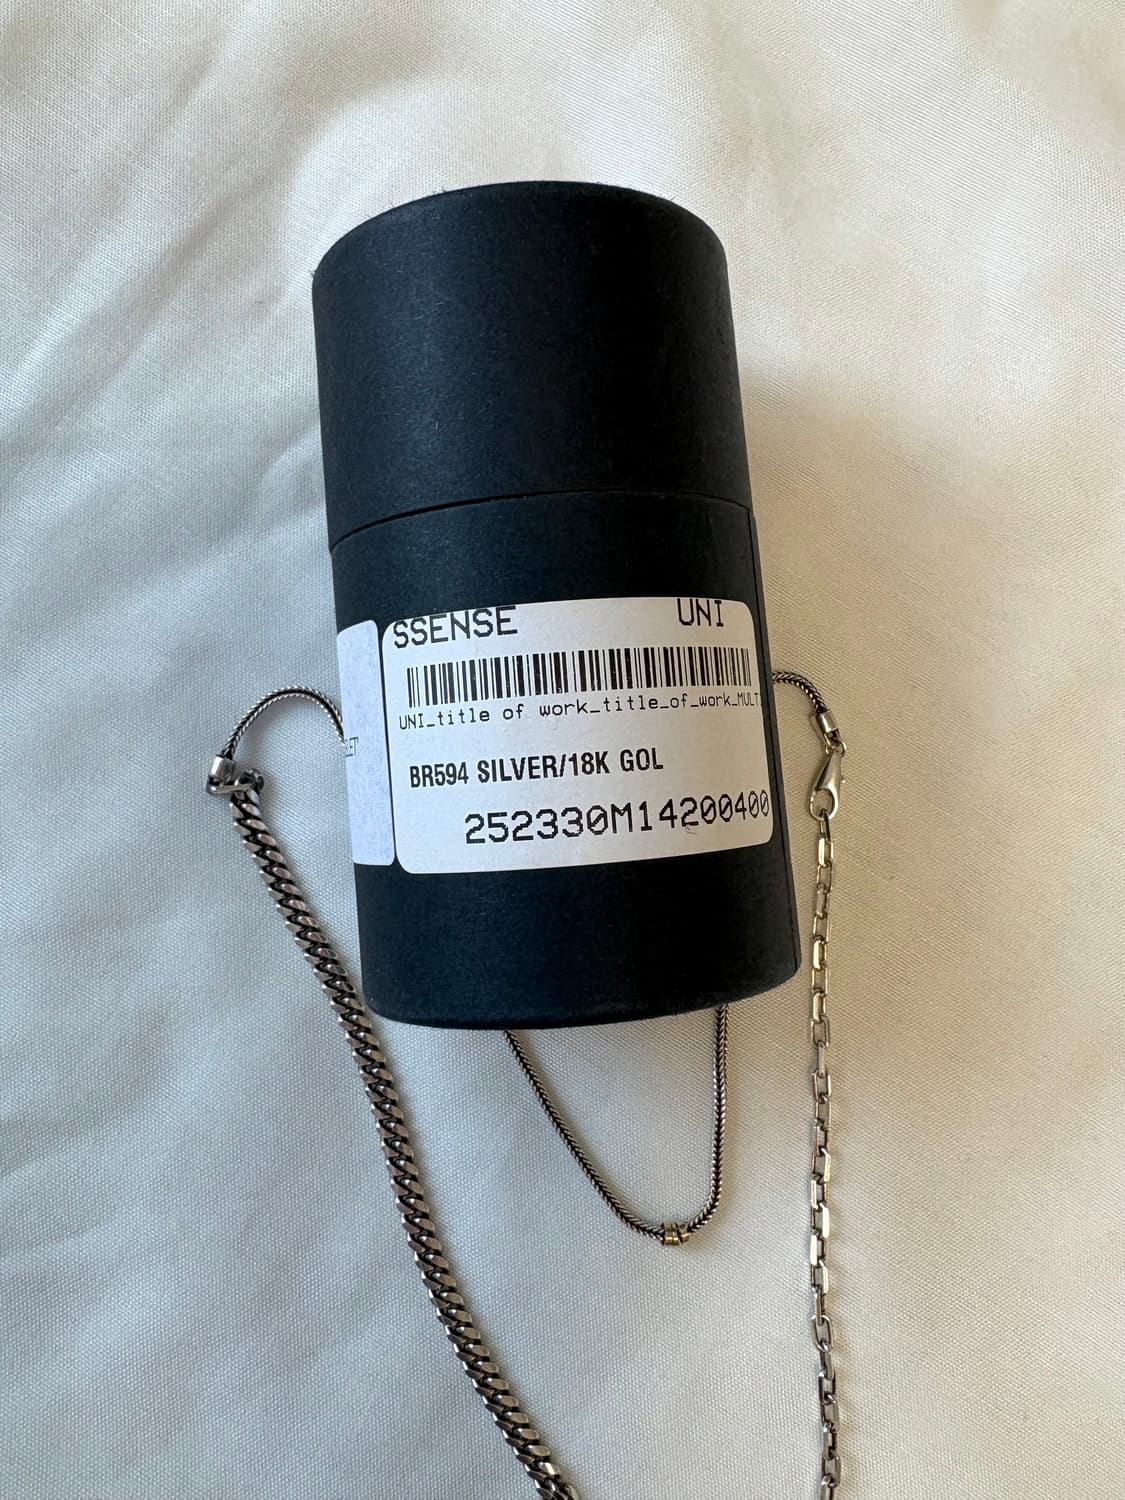 SSENSE UNI
UNI_title of work_title_of_work_MULT
BR594 SILVER/18K GOL
252330M14200400